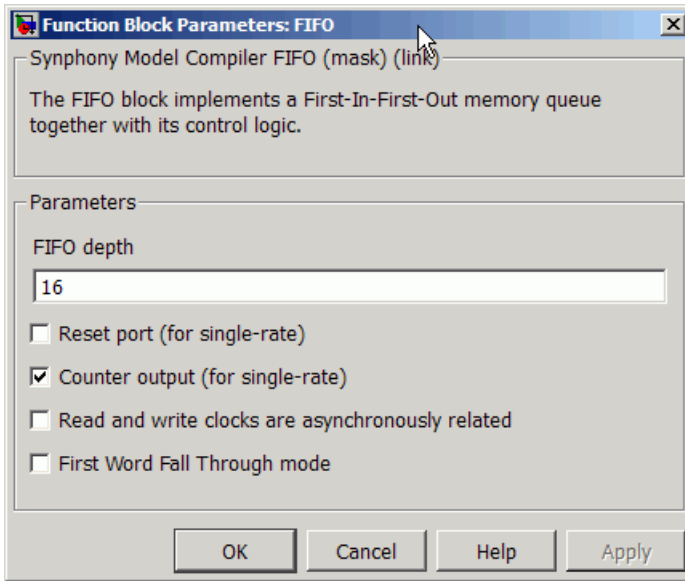 Function Block Parameters: FIFO
Synphony Model Compiler FIFO (mask) (link)
The FIFO block implements a First-In-First-Out memory queue
together with its control logic.
Parameters
FIFO depth
16
Reset port (for single-rate)
Counter output (for single-rate)
Read and write clocks are asynchronously related
First Word Fall Through mode
OK Cancel Help Apply